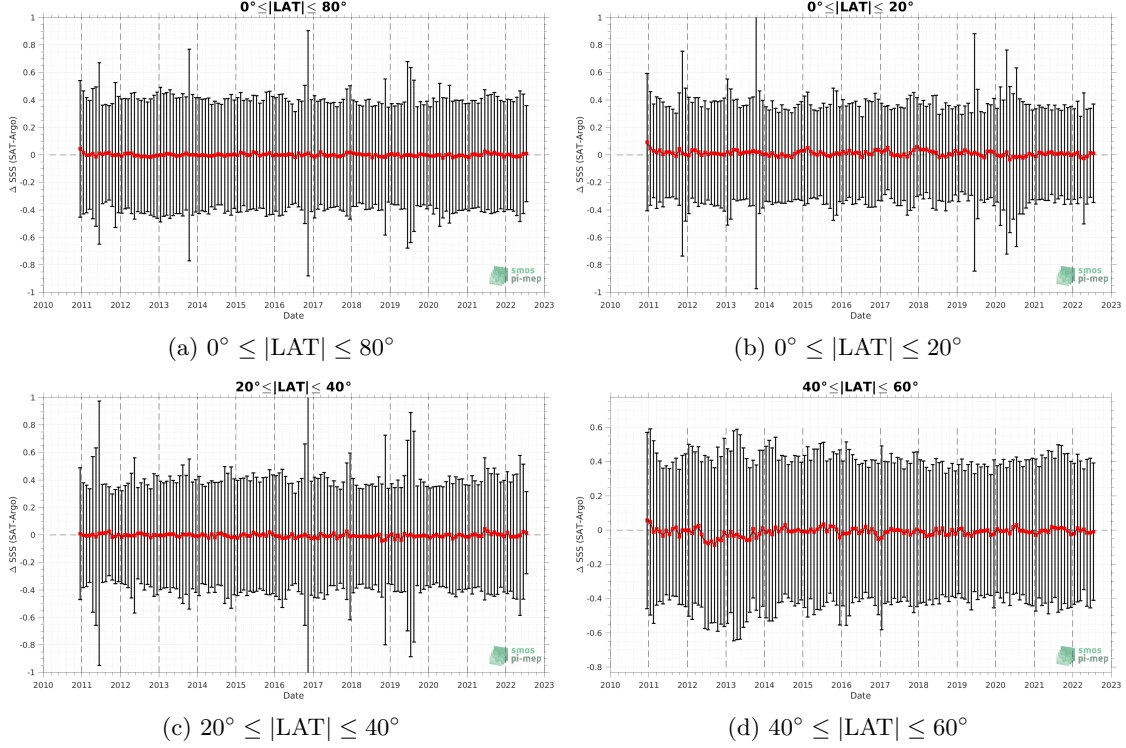 0°≤|LAT|≤ 80°
1
0.8
0.6
0.4
0.2
0
-0.2
-0.4
-0.6
-0.8
-1
Δ SSS (SAT-Argo)
2010 2011 2012 2013 2014 2015 2016 2017 2018 2019 2020 2021 2022 2023
Date
smos
pi-mep
(a) 0° ≤ |LAT| ≤ 80°
0°≤|LAT|≤ 20°
1
0.8
0.6
0.4
0.2
0
-0.2
-0.4
-0.6
-0.8
-1
Δ SSS (SAT-Argo)
2010 2011 2012 2013 2014 2015 2016 2017 2018 2019 2020 2021 2022 2023
Date
smos
pi-mep
(b) 0° ≤ |LAT| ≤ 20°
20°≤|LAT|≤ 40°
1
0.8
0.6
0.4
0.2
0
-0.2
-0.4
-0.6
-0.8
-1
Δ SSS (SAT-Argo)
2010 2011 2012 2013 2014 2015 2016 2017 2018 2019 2020 2021 2022 2023
Date
smos
pi-mep
(c) 20° ≤ |LAT| ≤ 40°
40°≤|LAT|≤ 60°
0.6
0.4
0.2
0
-0.2
-0.4
-0.6
-0.8
Δ SSS (SAT-Argo)
2010 2011 2012 2013 2014 2015 2016 2017 2018 2019 2020 2021 2022 2023
Date
smos
pi-mep
(d) 40° ≤ |LAT| ≤ 60°